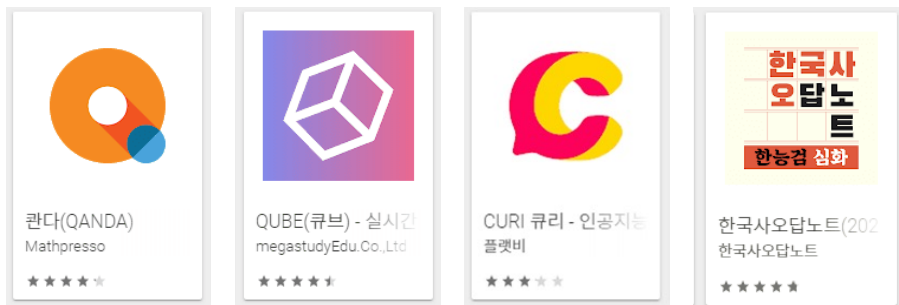 콴다(QANDA)
Mathpresso
QUBE(큐브) - 실시간
megastudyEdu.Co.,Ltd
CURI 큐리 - 인공지능
플랫비
한국사
오답노
트
한능검 심화
한국사오답노트(202
한국사오답노트